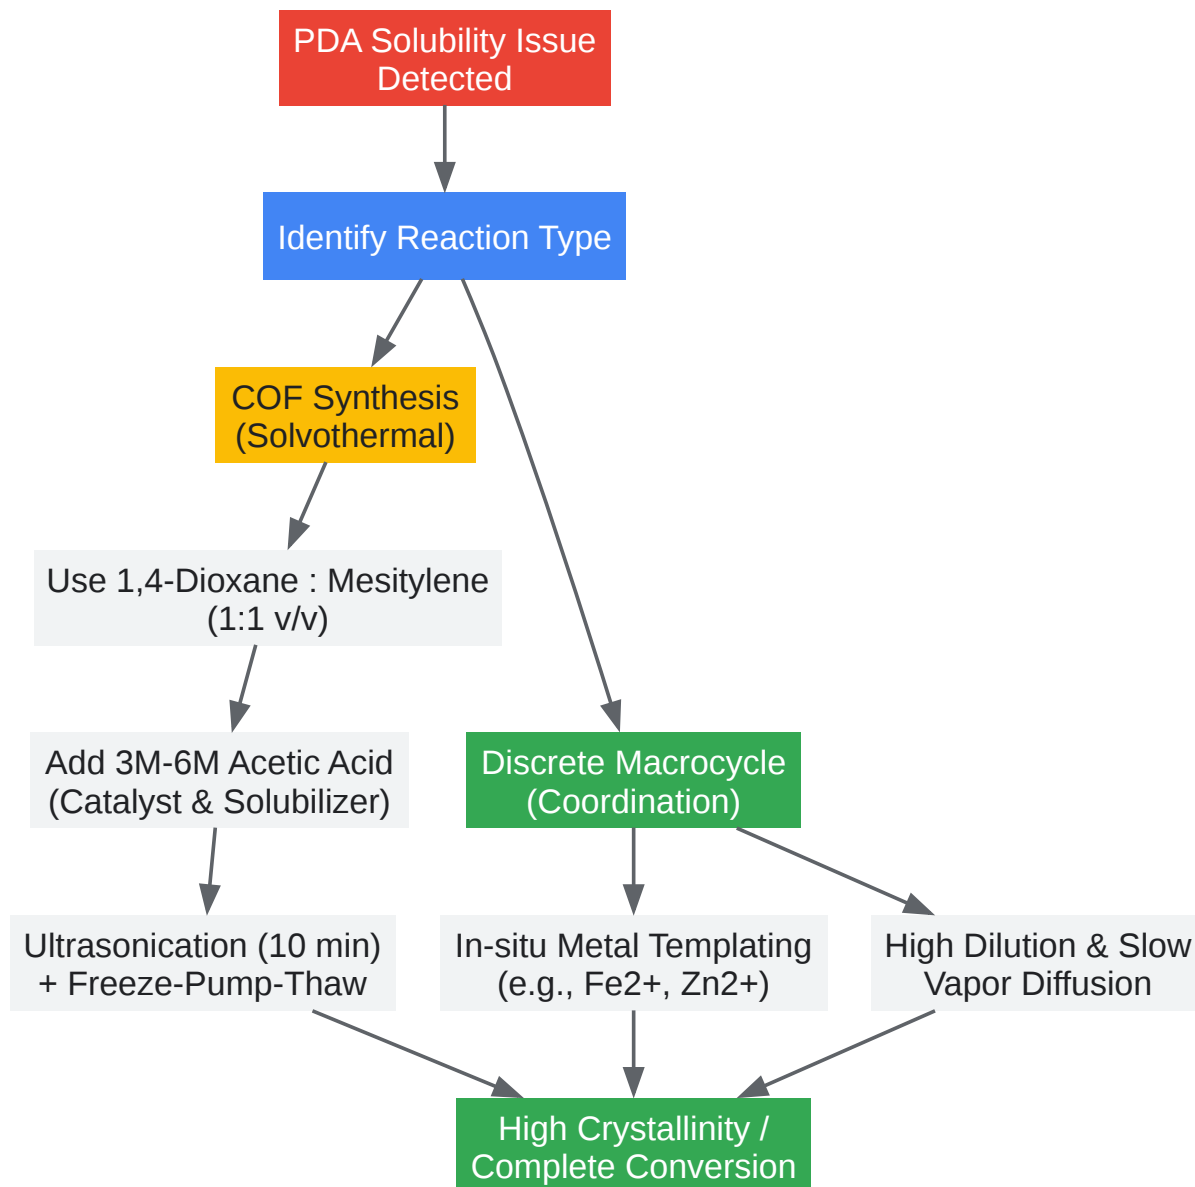 PDA Solubility Issue
Detected
Identify Reaction Type
COF Synthesis
(Solvothermal)
Use 1,4-Dioxane : Mesitylene
(1:1 v/v)
Add 3M-6M Acetic Acid
(Catalyst & Solubilizer)
Discrete Macrocycle
(Coordination)
Ultrasonication (10 min)
+ Freeze-Pump-Thaw
In-situ Metal Templating
(e.g., Fe2+, Zn2+)
High Dilution & Slow
Vapor Diffusion
High Crystallinity /
Complete Conversion